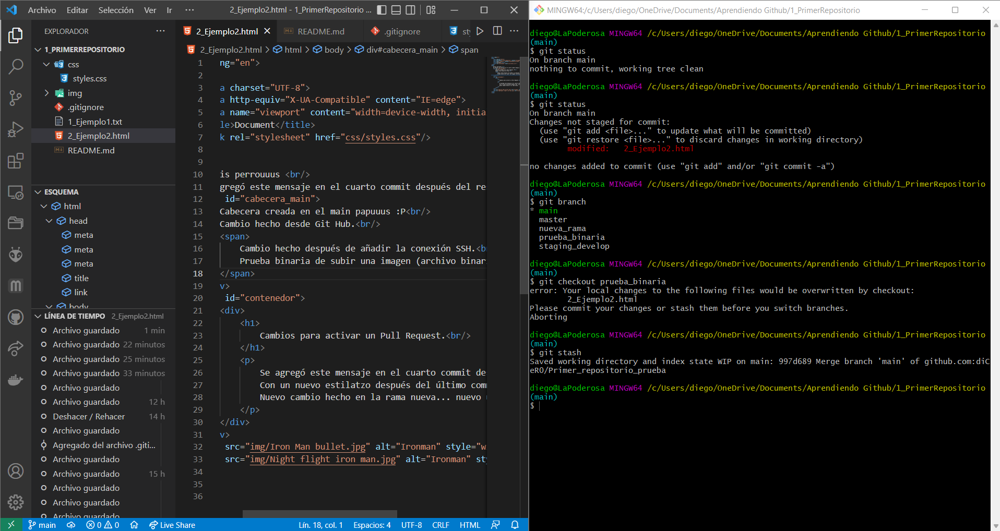 Archivo Editar Selección Ver Ir ··· 2_Ejemplo2.html - 1_PrimerRepositorio ...
EXPLORADOR
1_PRIMERREPOSITORIO
css
styles.css
img
.gitignore
1_Ejemplo1.txt
2_Ejemplo2.html
README.md
ESQUEMA
html
head
meta
meta
meta
title
link
body
LÍNEA DE TIEMPO 2_Ejemplo2.html
Archivo guardado 1 min
Archivo guardado 22 minutos
Archivo guardado 25 minutos
Archivo guardado 33 minutos
Archivo guardado
Archivo guardado 12 h
Deshacer / Rehacer 14 h
Archivo guardado
Agregado del archivo .giti...
Archivo guardado
Archivo guardado 15 h
Archivo guardado
Archivo guardado
Archivo guardado
2_Ejemplo2.html README.md .gitignore
2_Ejemplo2.html > html > body > div#cabecera_main > span
1 ng="en">
2
3 a charset="UTF-8">
4 a http-equiv="X-UA-Compatible" content="IE=edge">
5 a name="viewport" content="width=device-width, initia
6 le>Document</title>
7 k rel="stylesheet" href="css/styles.css"/>
8
9
10 is perrouuus <br/>
11 gregó este mensaje en el cuarto commit después del re
12 id="cabecera_main">
13 Cabecera creada en el main papuuus :P<br/>
14 Cambio hecho desde Git Hub.<br/>
15 <span>
16 Cambio hecho después de añadir la conexión SSH.<b
17 Prueba binaria de subir una imagen (archivo binar
18 </span>
19 v>
20 id="contenedor">
21 <div>
22 <h1>
23 Cambios para activar un Pull Request.<br/>
24 </h1>
25 <p>
26 Se agregó este mensaje en el cuarto commit de
27 Con un nuevo estilatzo después del último com
28 Nuevo cambio hecho en la rama nueva... nuevo
29 </p>
30 </div>
31 v>
32 src="img/Iron Man bullet.jpg" alt="Ironman" style="w
33 src="img/Night flight iron man.jpg" alt="Ironman" st
34
35
36
main 0 0 Live Share Lín. 18, col. 1 Espacios: 4 UTF-8 CRLF HTML
MINGW64:/c/Users/diego/OneDrive/Documents/Aprendiendo Github/1_PrimerRepositorio
diego@LaPoderosa MINGW64 /c/Users/diego/OneDrive/Documents/Aprendiendo Github/1_PrimerRepositorio
(main)
$ git status
On branch main
nothing to commit, working tree clean
diego@LaPoderosa MINGW64 /c/Users/diego/OneDrive/Documents/Aprendiendo Github/1_PrimerRepositorio
(main)
$ git status
On branch main
Changes not staged for commit:
(use "git add <file>..." to update what will be committed)
(use "git restore <file>..." to discard changes in working directory)
modified: 2_Ejemplo2.html
no changes added to commit (use "git add" and/or "git commit -a")
diego@LaPoderosa MINGW64 /c/Users/diego/OneDrive/Documents/Aprendiendo Github/1_PrimerRepositorio
(main)
$ git branch
* main
master
nueva_rama
prueba_binaria
staging_develop
diego@LaPoderosa MINGW64 /c/Users/diego/OneDrive/Documents/Aprendiendo Github/1_PrimerRepositorio
(main)
$ git checkout prueba_binaria
error: Your local changes to the following files would be overwritten by checkout:
2_Ejemplo2.html
Please commit your changes or stash them before you switch branches.
Aborting
diego@LaPoderosa MINGW64 /c/Users/diego/OneDrive/Documents/Aprendiendo Github/1_PrimerRepositorio
(main)
$ git stash
Saved working directory and index state WIP on main: 997d689 Merge branch 'main' of github.com:diC
eRO/Primer_repositorio_prueba
diego@LaPoderosa MINGW64 /c/Users/diego/OneDrive/Documents/Aprendiendo Github/1_PrimerRepositorio
(main)
$